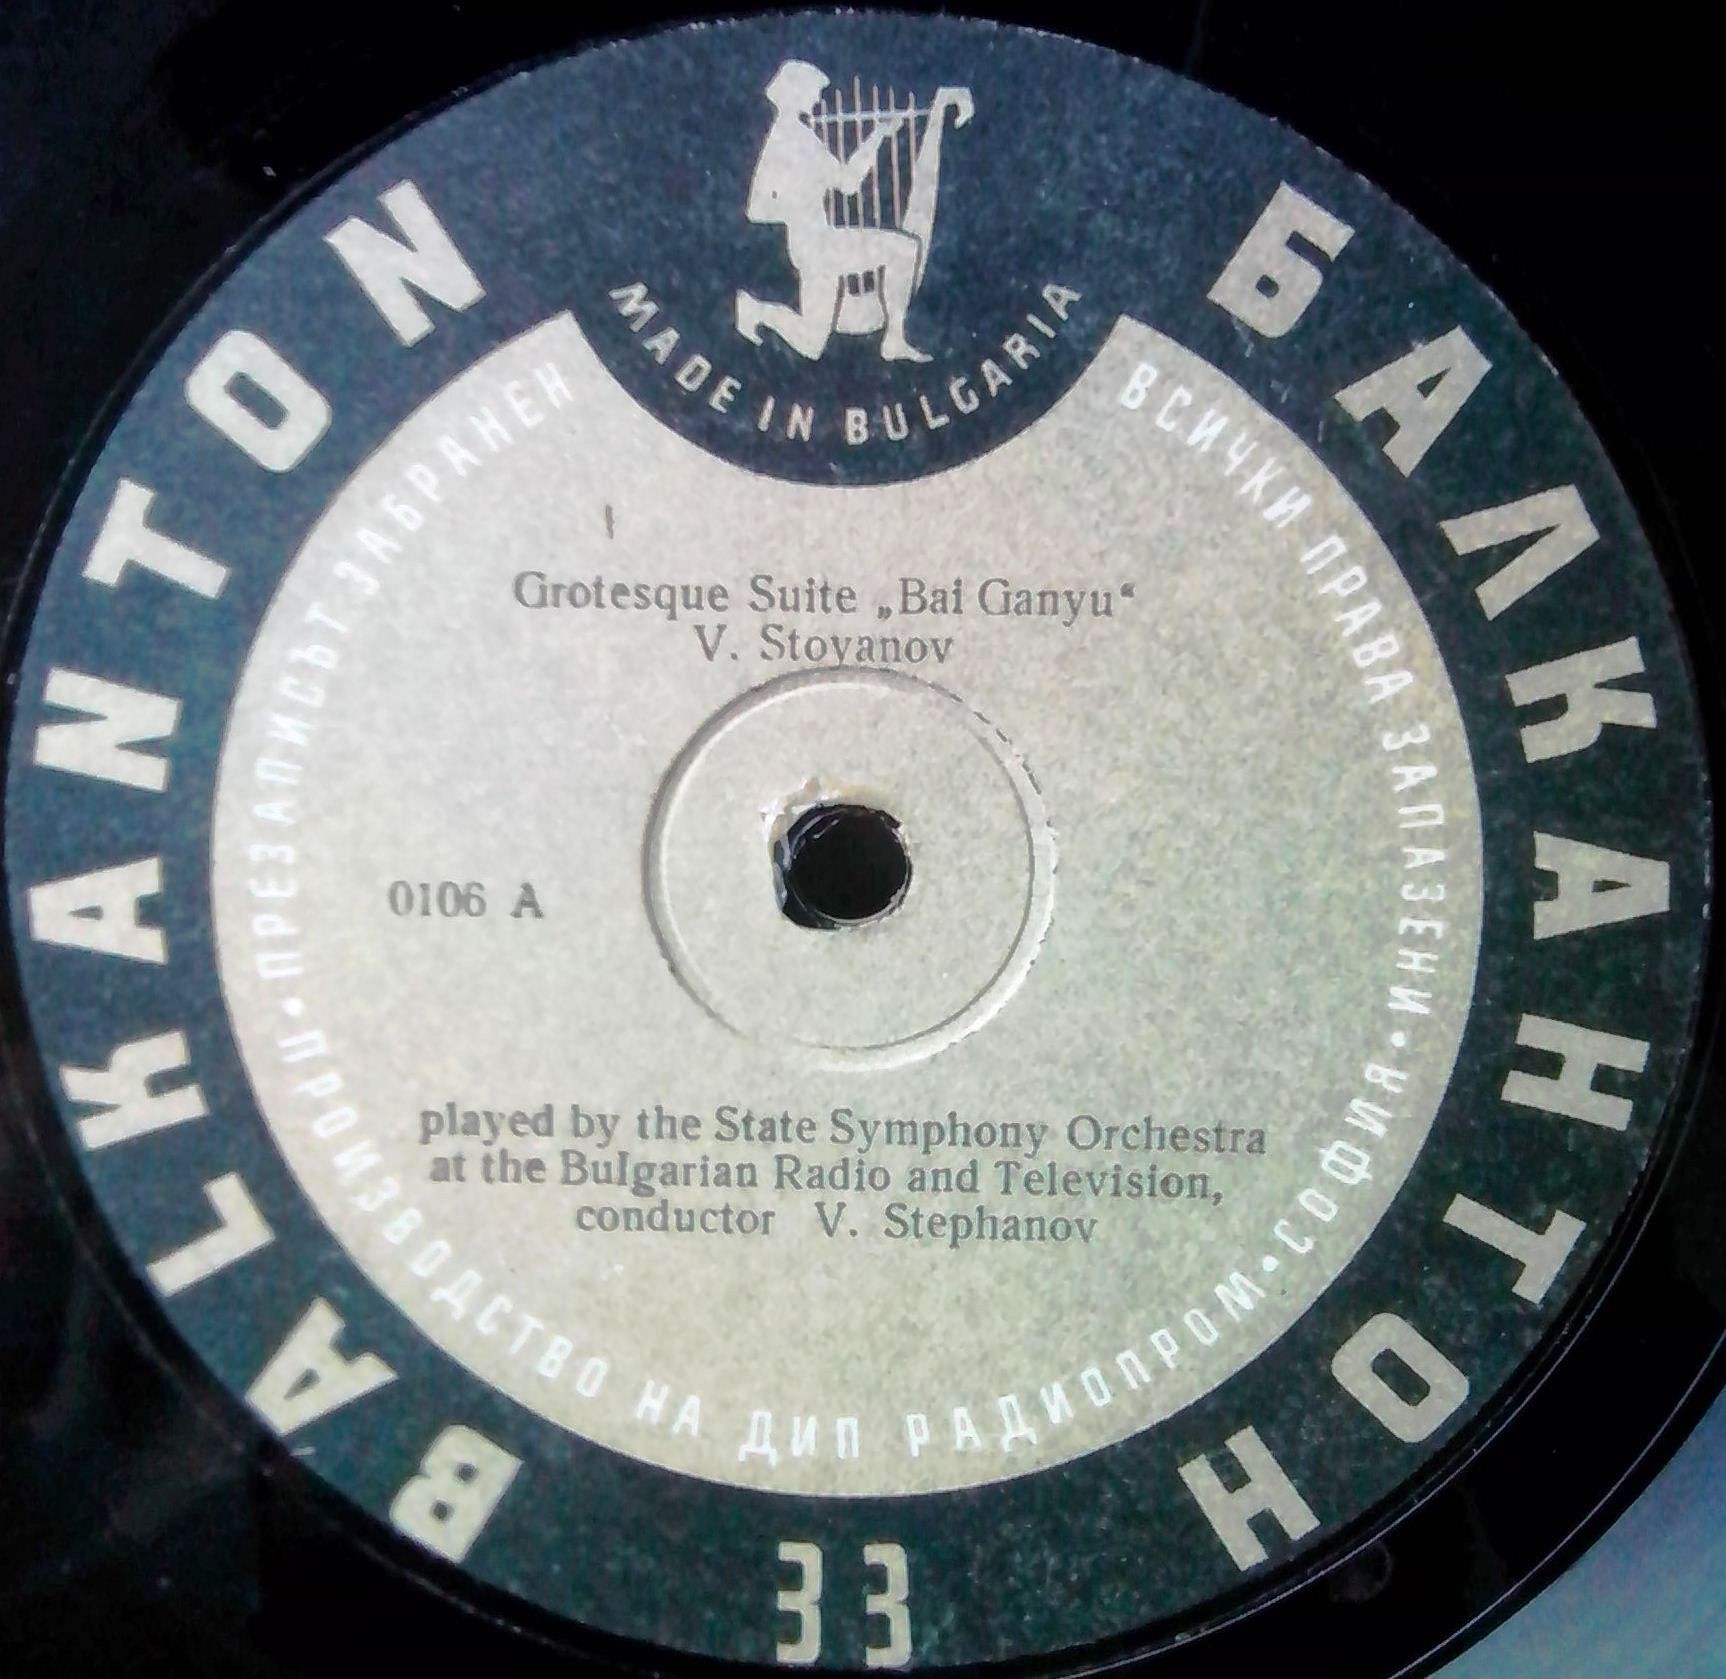 BALKANTON
БАЛКАНТОН
MADE IN BULGARIA
ВСИЧКИ ПРАВА ЗАПАЗЕНИ • СОФИЯ •
ПРОИЗВОДСТВО НА ДИП РАДИОПРОМ •
• ПРЕЗАПИСЪТ ЗАБРАНЕН
Grotesque Suite „Bai Ganyu“
V. Stoyanov
0106 A
played by the State Symphony Orchestra
at the Bulgarian Radio and Television,
conductor V. Stephanov
33